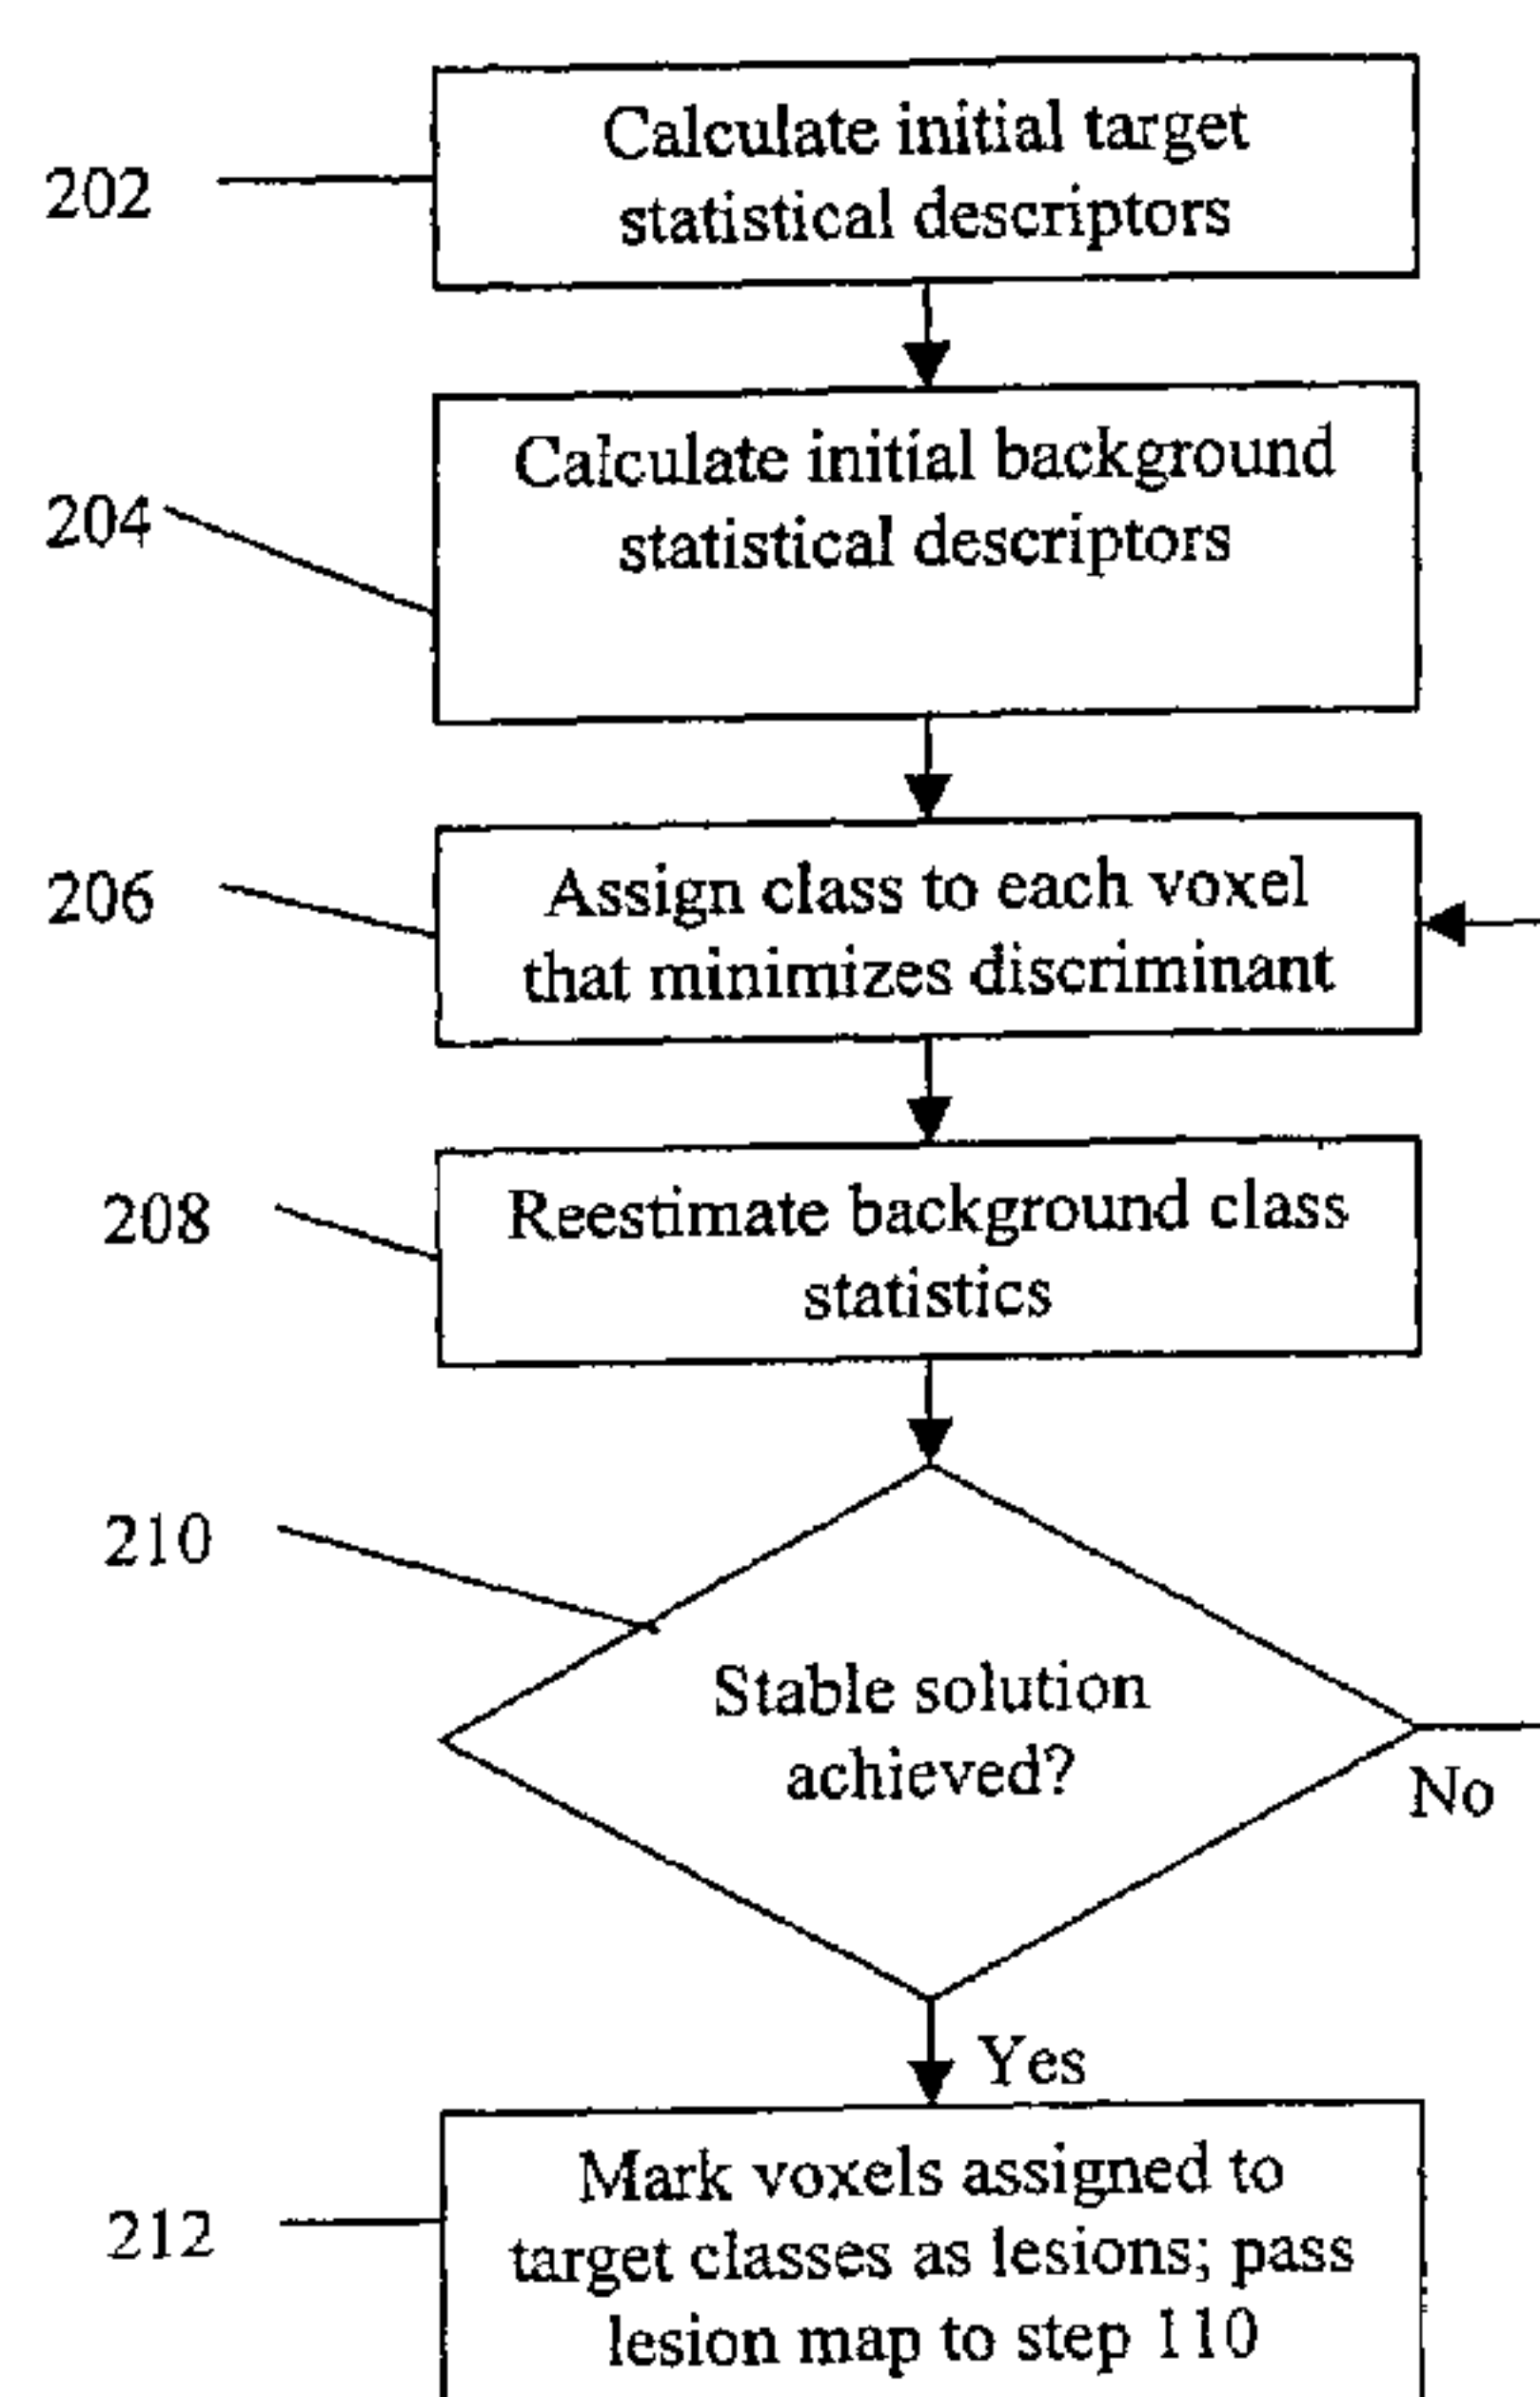 202
Calculate initial target
statistical descriptors
204
Calculate initial background
statistical descriptors
206
Assign class to each voxel
that minimizes discriminant
208
Reestimate background class
statistics
210
Stable solution
achieved?
No
Yes
212
Mark voxels assigned to
target classes as lesions; pass
lesion map to step 110